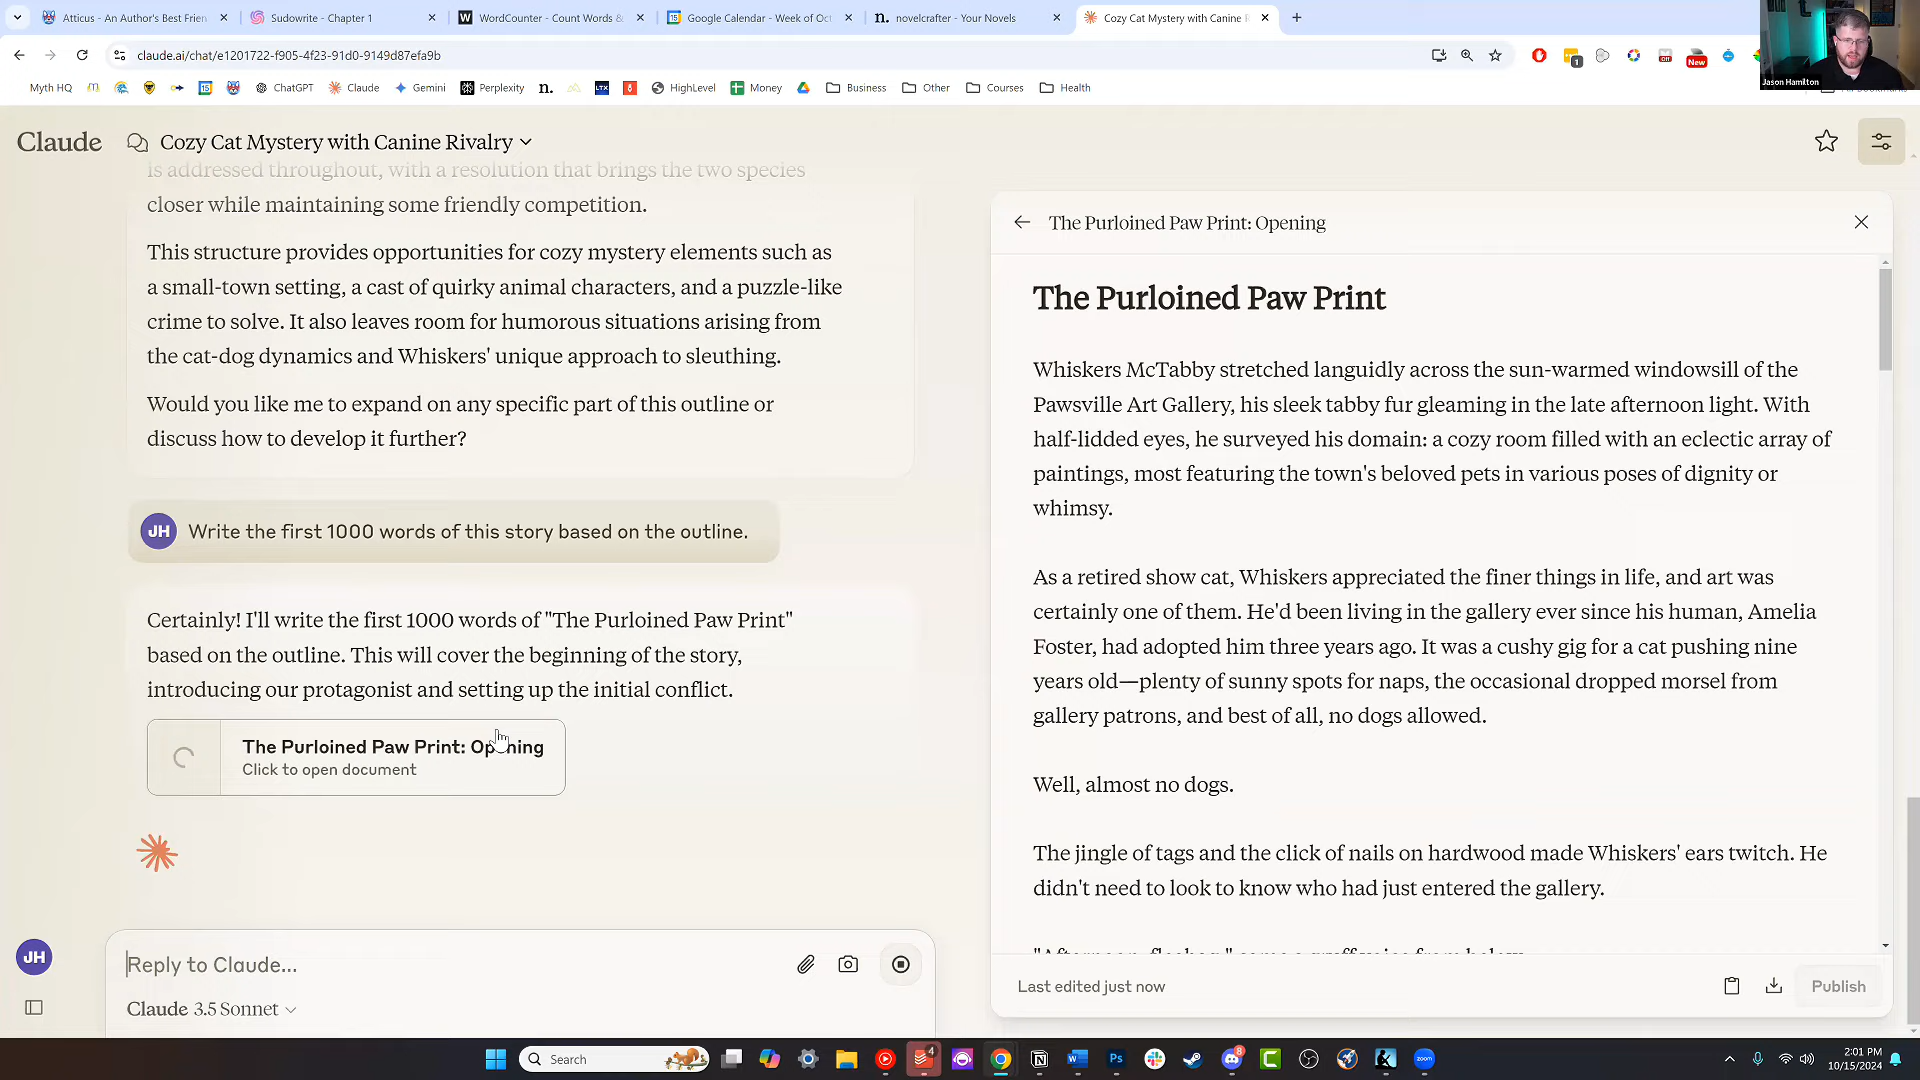 Atticus - An Author's Best Frien
Sudowrite - Chapter 1
WordCounter - Count Words &
Google Calendar - Week of Oct
novelcrafter - Your Novels
Cozy Cat Mystery with Canine R
claude.ai/chat/e1201722-f905-4f23-91d0-9149d87efa9b
1
New
Jason Hamilton
Myth HQ
ChatGPT
Claude
Gemini
Perplexity
n.
LTX
HighLevel
Money
Business
Other
Courses
Health
Claude
Cozy Cat Mystery with Canine Rivalry
is addressed throughout, with a resolution that brings the two species
closer while maintaining some friendly competition.
This structure provides opportunities for cozy mystery elements such as
a small-town setting, a cast of quirky animal characters, and a puzzle-like
crime to solve. It also leaves room for humorous situations arising from
the cat-dog dynamics and Whiskers' unique approach to sleuthing.
Would you like me to expand on any specific part of this outline or
discuss how to develop it further?
JH
Write the first 1000 words of this story based on the outline.
Certainly! I'll write the first 1000 words of "The Purloined Paw Print"
based on the outline. This will cover the beginning of the story,
introducing our protagonist and setting up the initial conflict.
The Purloined Paw Print: Opening
Click to open document
JH
Reply to Claude...
Claude 3.5 Sonnet
The Purloined Paw Print: Opening
The Purloined Paw Print
Whiskers McTabby stretched languidly across the sun-warmed windowsill of the
Pawsville Art Gallery, his sleek tabby fur gleaming in the late afternoon light. With
half-lidded eyes, he surveyed his domain: a cozy room filled with an eclectic array of
paintings, most featuring the town's beloved pets in various poses of dignity or
whimsy.
As a retired show cat, Whiskers appreciated the finer things in life, and art was
certainly one of them. He'd been living in the gallery ever since his human, Amelia
Foster, had adopted him three years ago. It was a cushy gig for a cat pushing nine
years old—plenty of sunny spots for naps, the occasional dropped morsel from
gallery patrons, and best of all, no dogs allowed.
Well, almost no dogs.
The jingle of tags and the click of nails on hardwood made Whiskers' ears twitch. He
didn't need to look to know who had just entered the gallery.
Last edited just now
Publish
Search
4
8
zoom
2:01 PM
10/15/2024